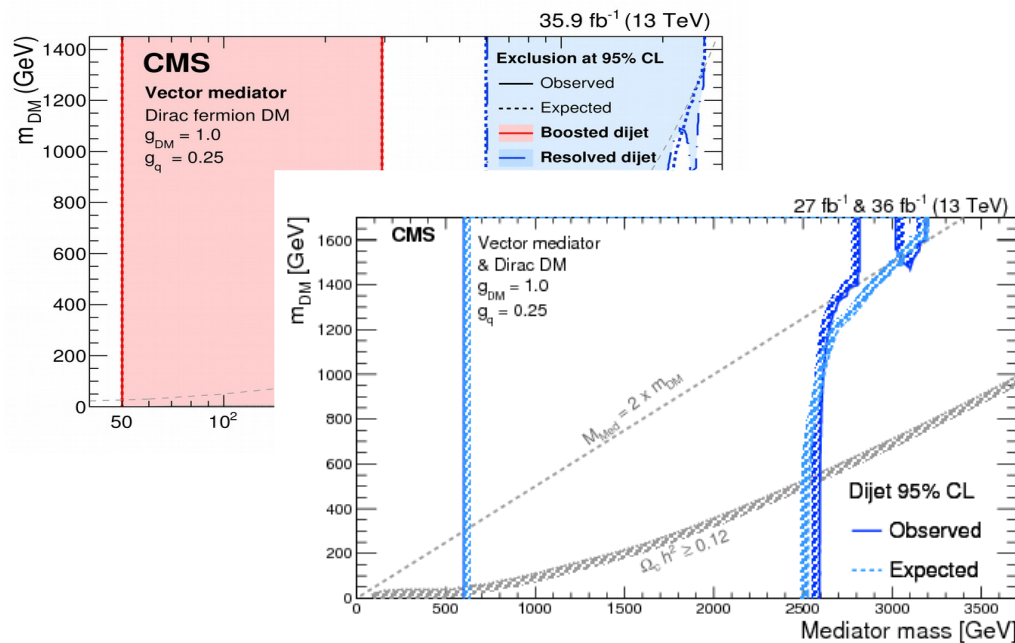 35.9 fb⁻¹ (13 TeV)
m_DM (GeV)
1400
1200
1000
800
600
400
200
0
50
10²
CMS
Vector mediator
Dirac fermion DM
g_DM = 1.0
g_q = 0.25
Exclusion at 95% CL
Observed
Expected
Boosted dijet
Resolved dijet
27 fb⁻¹ & 36 fb⁻¹ (13 TeV)
m_DM [GeV]
1600
1400
1200
1000
800
600
400
200
0
CMS
Vector mediator
& Dirac DM
g_DM = 1.0
g_q = 0.25
M_Med = 2 x m_DM
Ω_c h² ≥ 0.12
Dijet 95% CL
Observed
Expected
0
500
1000
1500
2000
2500
3000
3500
Mediator mass [GeV]